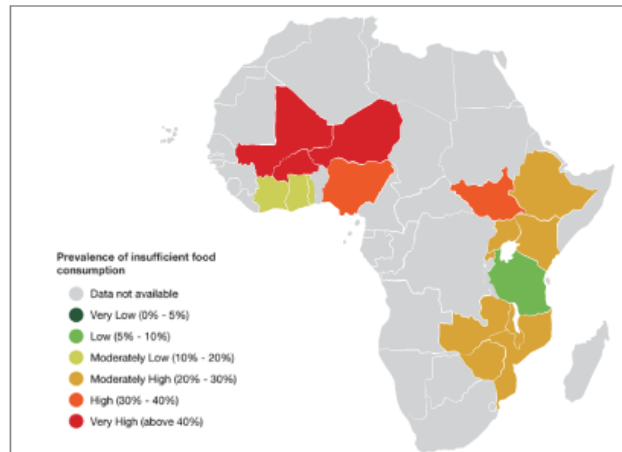 Prevalence of insufficient food
consumption
Data not available
Very Low (0% - 5%)
Low (5% - 10%)
Moderately Low (10% - 20%)
Moderately High (20% - 30%)
High (30% - 40%)
Very High (above 40%)